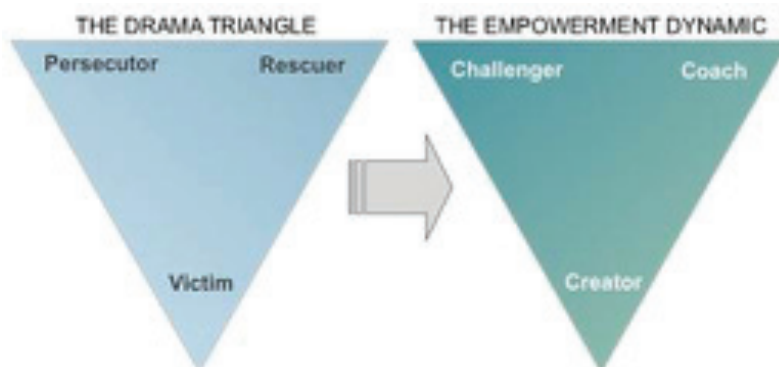 THE DRAMA TRIANGLE
THE EMPOWERMENT DYNAMIC
Persecutor
Rescuer
Challenger
Coach
Victim
Creator